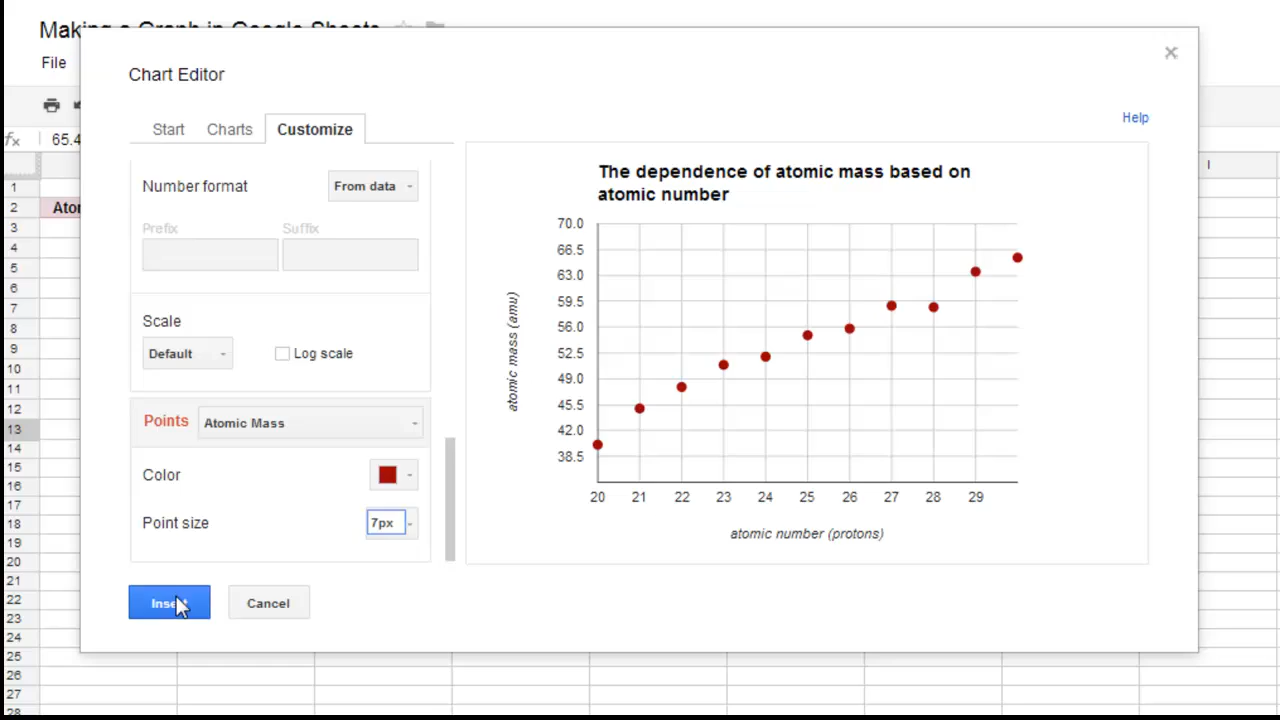 Making a Graph in Google Sheets
File
Chart Editor
Help
Start Charts Customize
65.4
Number format From data
Prefix Suffix
Scale
Default Log scale
Points Atomic Mass
Color
Point size 7px
Insert Cancel
The dependence of atomic mass based on
atomic number
70.0
66.5
63.0
59.5
56.0
52.5
49.0
45.5
42.0
38.5
atomic mass (amu)
20 21 22 23 24 25 26 27 28 29
atomic number (protons)
I
1
2 Ato
3
4
5
6
7
8
9
10
11
12
13
14
15
16
17
18
19
20
21
22
23
24
25
26
27
28